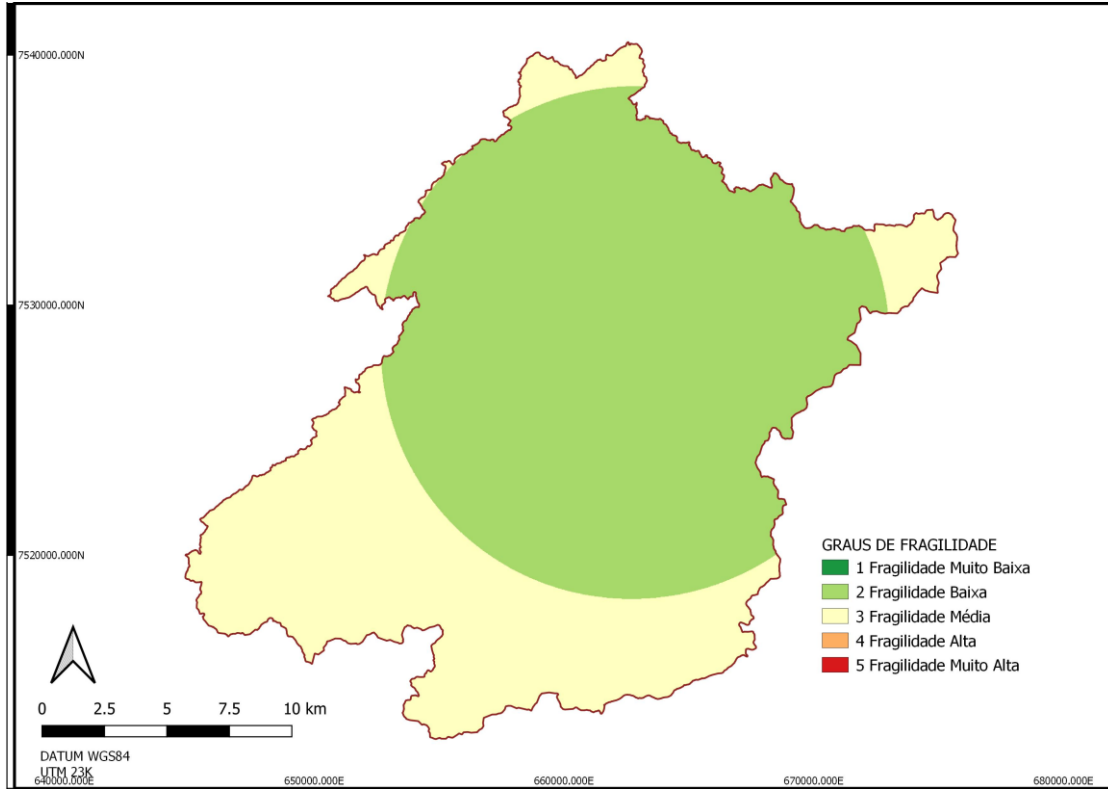 7540000.000N
7530000.000N
7520000.000N
GRAUS DE FRAGILIDADE
1 Fragilidade Muito Baixa
2 Fragilidade Baixa
3 Fragilidade Média
4 Fragilidade Alta
5 Fragilidade Muito Alta
0 2.5 5 7.5 10 km
DATUM WGS84
UTM 23K
640000.000E 650000.000E 660000.000E 670000.000E 680000.000E